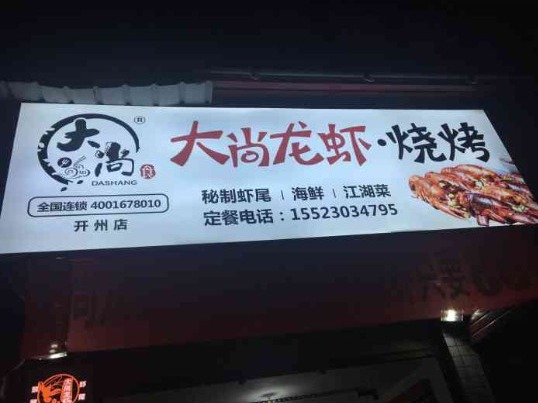 大尚
®
食
DASHANG
大尚龙虾·烧烤
全国连锁 4001678010
开州店
秘制虾尾 | 海鲜 | 江湖菜
定餐电话：15523034795